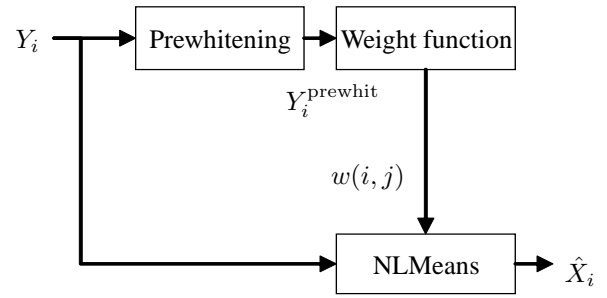 Y_i
Prewhitening
Weight function
Y_i^prewhit
w(i, j)
NLMeans
X̂_i